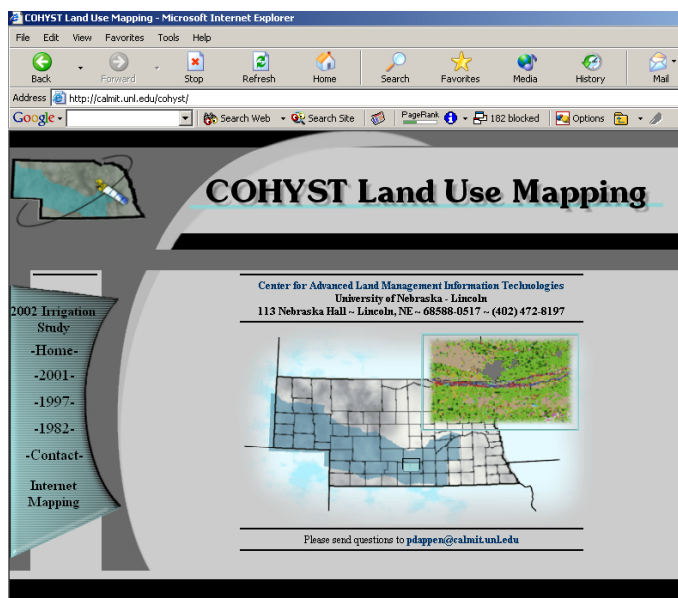 COHYST Land Use Mapping - Microsoft Internet Explorer
File Edit View Favorites Tools Help
Back Forward Stop Refresh Home Search Favorites Media History Mail
Address http://calmit.unl.edu/cohyst/
Google Search Web Search Site PageRank 182 blocked Options
COHYST Land Use Mapping
Center for Advanced Land Management Information Technologies
University of Nebraska - Lincoln
113 Nebraska Hall ~ Lincoln, NE ~ 68588-0517 ~ (402) 472-8197
2002 Irrigation
Study
-Home-
-2001-
-1997-
-1982-
-Contact-
Internet
Mapping
Please send questions to pdappen@calmit.unl.edu